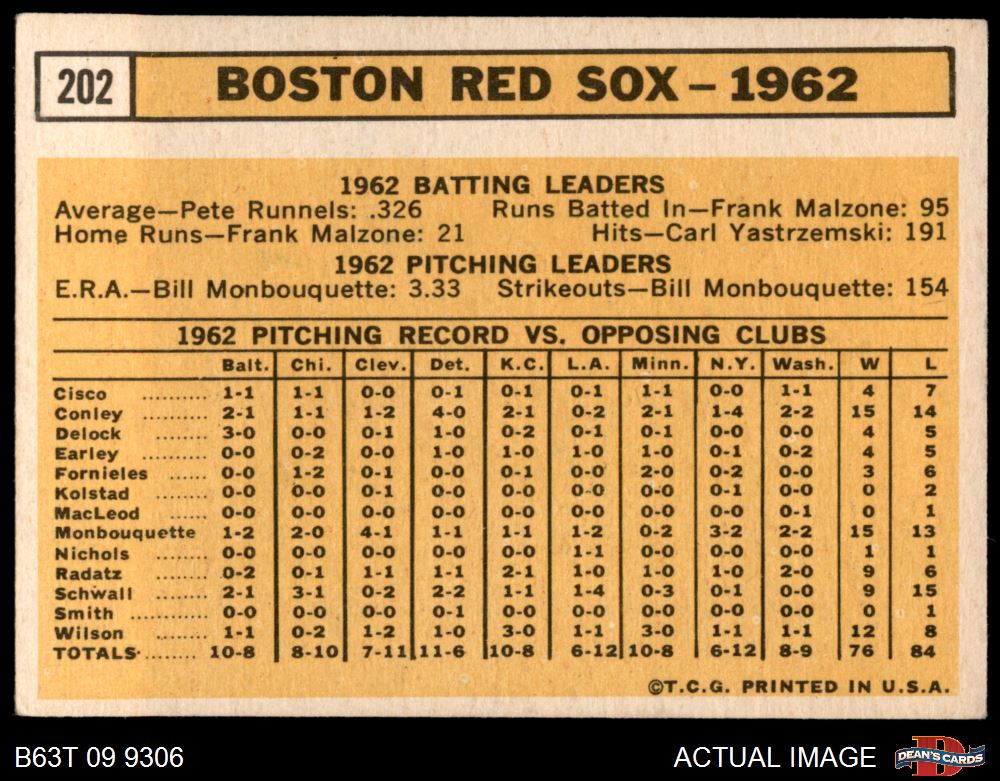 202 BOSTON RED SOX – 1962
1962 BATTING LEADERS
Average—Pete Runnels: .326 Runs Batted In—Frank Malzone: 95
Home Runs—Frank Malzone: 21 Hits—Carl Yastrzemski: 191
1962 PITCHING LEADERS
E.R.A.—Bill Monbouquette: 3.33 Strikeouts—Bill Monbouquette: 154
1962 PITCHING RECORD VS. OPPOSING CLUBS
Balt. Chi. Clev. Det. K.C. L.A. Minn. N.Y. Wash. W L
Cisco .......... 1-1 1-1 0-0 0-1 0-1 0-1 1-1 0-0 1-1 4 7
Conley ........ 2-1 1-1 1-2 4-0 2-1 0-2 2-1 1-4 2-2 15 14
Delock ........ 3-0 0-0 0-1 1-0 0-2 0-1 0-1 0-0 0-0 4 5
Earley ........ 0-0 0-2 0-0 1-0 1-0 1-0 1-0 0-1 0-2 4 5
Fornieles ...... 0-0 1-2 0-1 0-0 0-1 0-0 2-0 0-2 0-0 3 6
Kolstad ...... 0-0 0-0 0-1 0-0 0-0 0-0 0-0 0-1 0-0 0 2
MacLeod ...... 0-0 0-0 0-0 0-0 0-0 0-0 0-0 0-0 0-1 0 1
Monbouquette 1-2 2-0 4-1 1-1 1-1 1-2 0-2 3-2 2-2 15 13
Nichols ........ 0-0 0-0 0-0 0-0 0-0 1-1 0-0 0-0 0-0 1 1
Radatz ........ 0-2 0-1 1-1 1-1 2-1 1-0 1-0 1-0 2-0 9 6
Schwall ........ 2-1 3-1 0-2 2-2 1-1 1-4 0-3 0-1 0-0 9 15
Smith ............ 0-0 0-0 0-0 0-1 0-0 0-0 0-0 0-0 0-0 0 1
Wilson ........ 1-1 0-2 1-2 1-0 3-0 1-1 3-0 1-1 1-1 12 8
TOTALS ........ 10-8 8-10 7-11 11-6 10-8 6-12 10-8 6-12 8-9 76 84
©T.C.G. PRINTED IN U.S.A.
B63T 09 9306 ACTUAL IMAGE DEAN'S CARDS